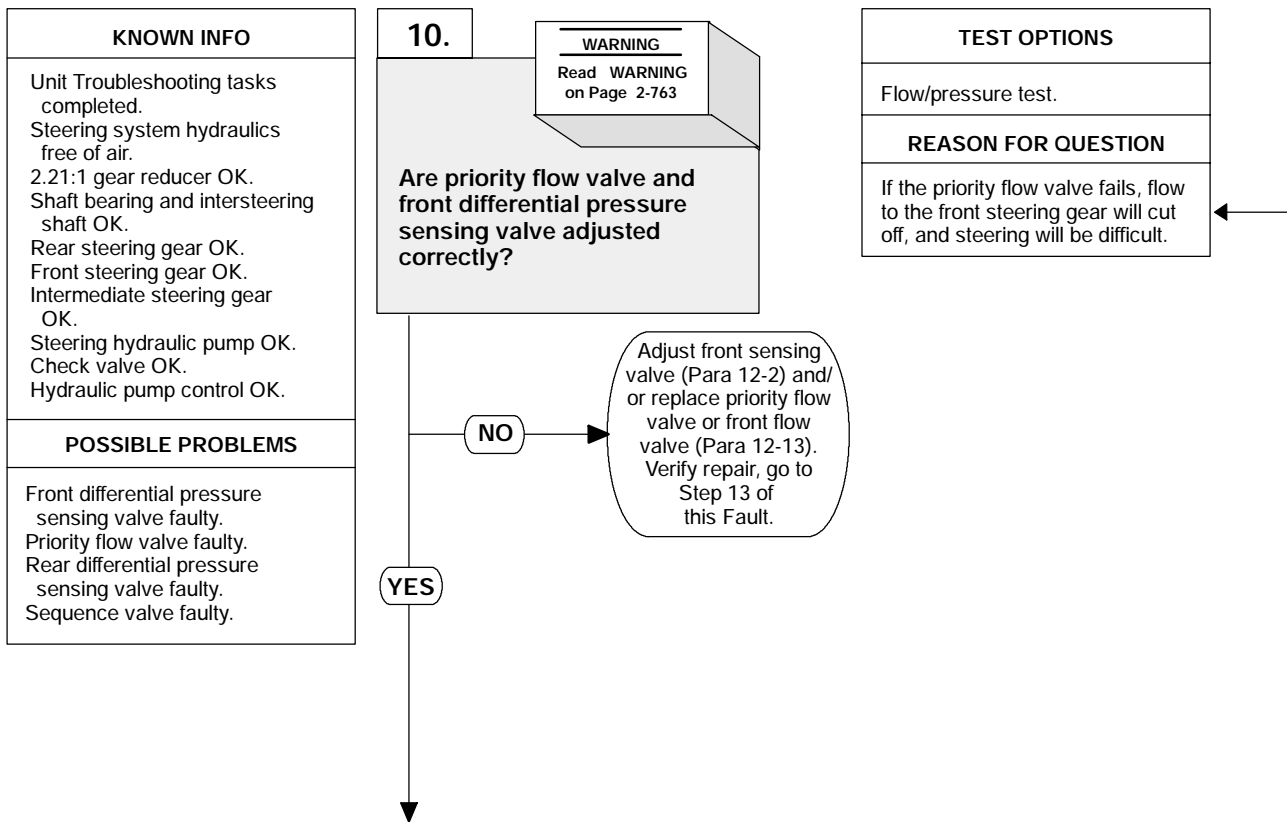 KNOWN INFO
Unit Troubleshooting tasks
completed.
Steering system hydraulics
free of air.
2.21:1 gear reducer OK.
Shaft bearing and intersteering
shaft OK.
Rear steering gear OK.
Front steering gear OK.
Intermediate steering gear
OK.
Steering hydraulic pump OK.
Check valve OK.
Hydraulic pump control OK.
POSSIBLE PROBLEMS
Front differential pressure
sensing valve faulty.
Priority flow valve faulty.
Rear differential pressure
sensing valve faulty.
Sequence valve faulty.
10.
WARNING
Read WARNING
on Page 2-763
Are priority flow valve and
front differential pressure
sensing valve adjusted
correctly?
NO
Adjust front sensing
valve (Para 12-2) and/
or replace priority flow
valve or front flow
valve (Para 12-13).
Verify repair, go to
Step 13 of
this Fault.
YES
TEST OPTIONS
Flow/pressure test.
REASON FOR QUESTION
If the priority flow valve fails, flow
to the front steering gear will cut
off, and steering will be difficult.